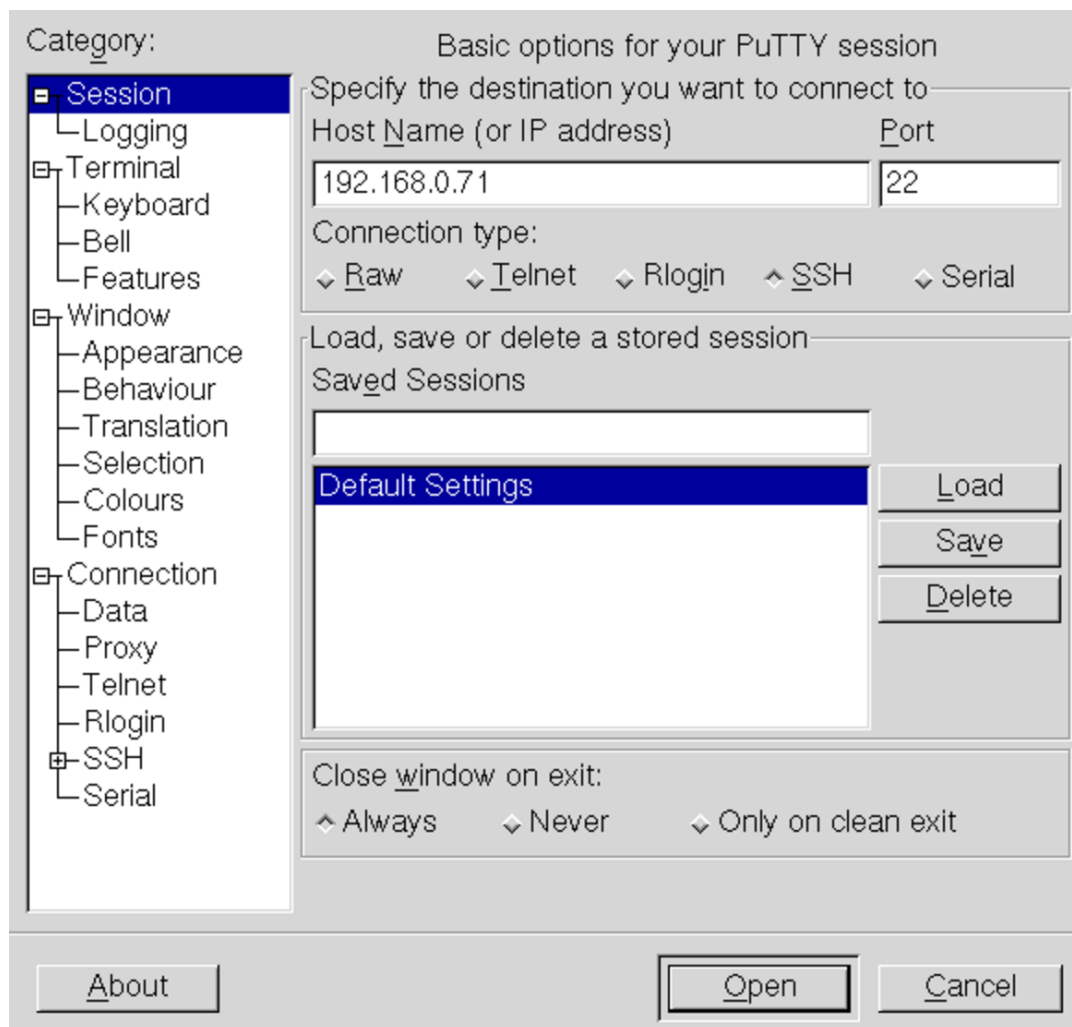 Category:
Session
Logging
Terminal
Keyboard
Bell
Features
Window
Appearance
Behaviour
Translation
Selection
Colours
Fonts
Connection
Data
Proxy
Telnet
Rlogin
SSH
Serial
Basic options for your PuTTY session
Specify the destination you want to connect to
Host Name (or IP address) Port
192.168.0.71 22
Connection type:
Raw Telnet Rlogin SSH Serial
Load, save or delete a stored session
Saved Sessions
Default Settings
Load
Save
Delete
Close window on exit:
Always Never Only on clean exit
About Open Cancel